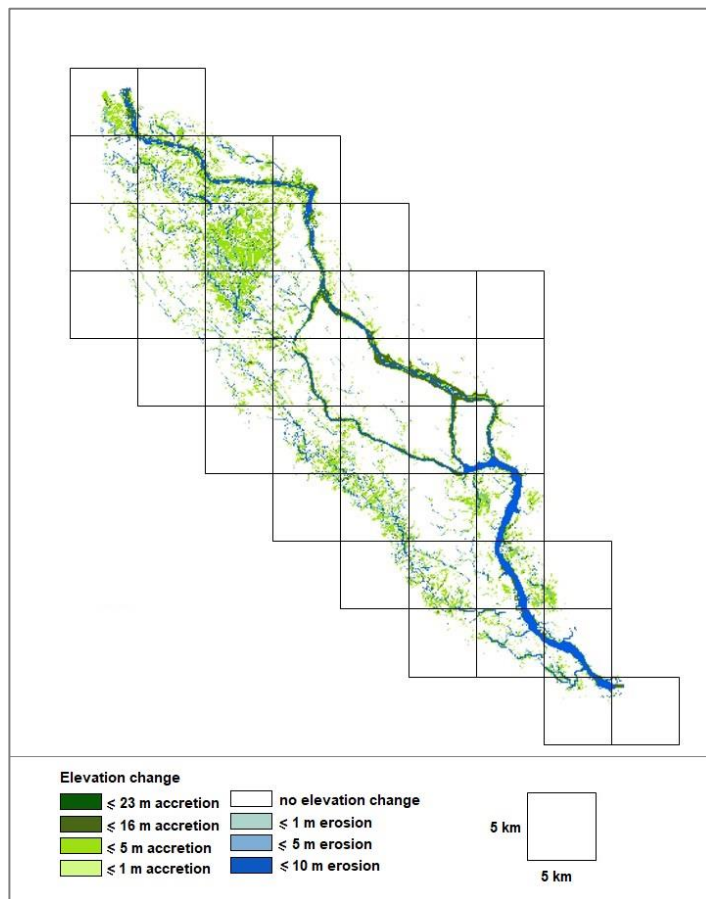 Elevation change
⩽ 23 m accretion
⩽ 16 m accretion
⩽ 5 m accretion
⩽ 1 m accretion
no elevation change
⩽ 1 m erosion
⩽ 5 m erosion
⩽ 10 m erosion
5 km
5 km